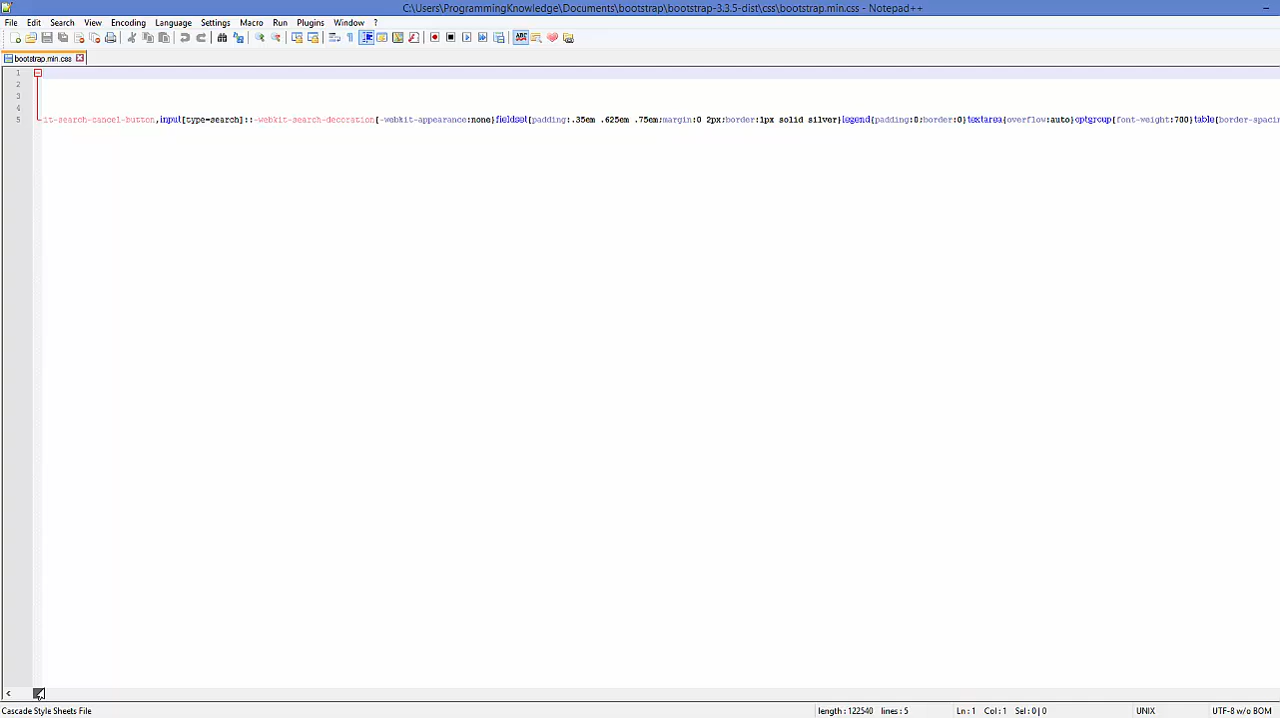 C:\Users\ProgrammingKnowledge\Documents\bootstrap\bootstrap-3.3.5-dist\css\bootstrap.min.css - Notepad++
File Edit Search View Encoding Language Settings Macro Run Plugins Window ?
bootstrap.min.css
1
2
3
4
5 it-search-cancel-button,input[type=search]::-webkit-search-decoration{-webkit-appearance:none}fieldset{padding:.35em .625em .75em;margin:0 2px;border:1px solid silver}legend{padding:0;border:0}textarea{overflow:auto}optgroup{font-weight:700}table{border-spacin
Cascade Style Sheets File length : 122540 lines : 5 Ln : 1 Col : 1 Sel : 0 | 0 UNIX UTF-8 w/o BOM